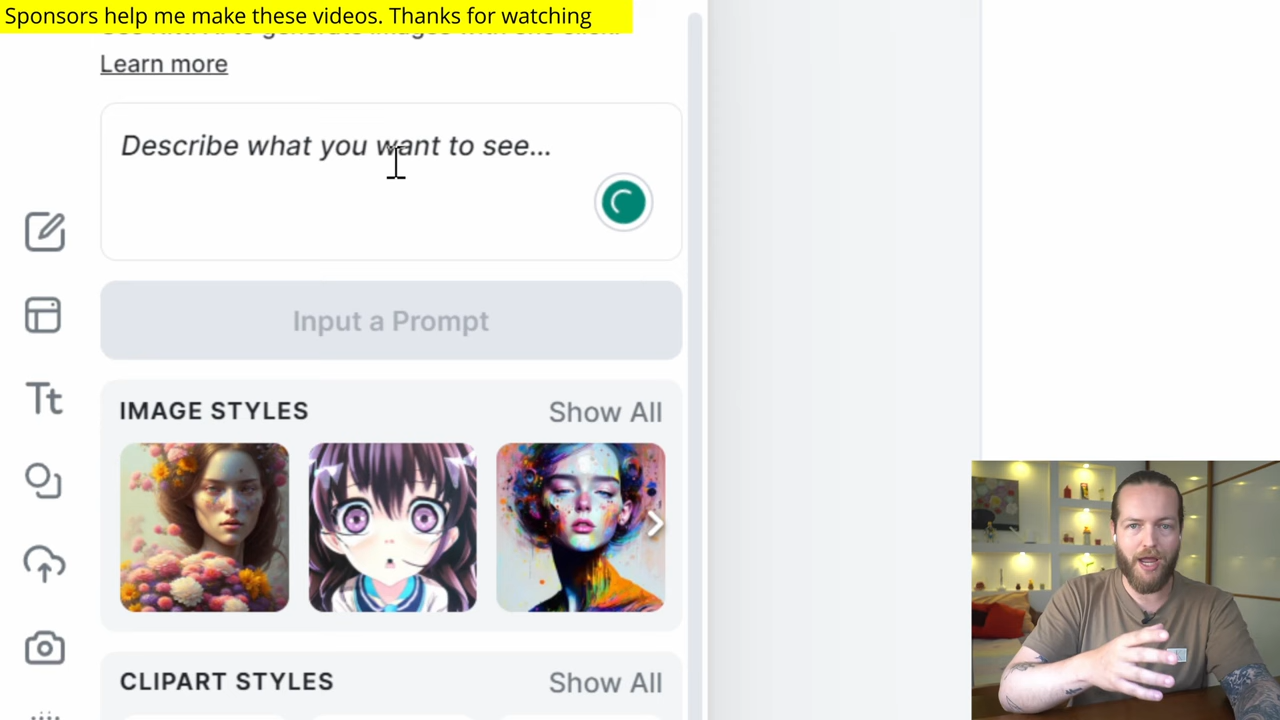 Sponsors help me make these videos. Thanks for watching
Learn more
Describe what you want to see...
Input a Prompt
IMAGE STYLES
Show All
CLIPART STYLES
Show All
Tt